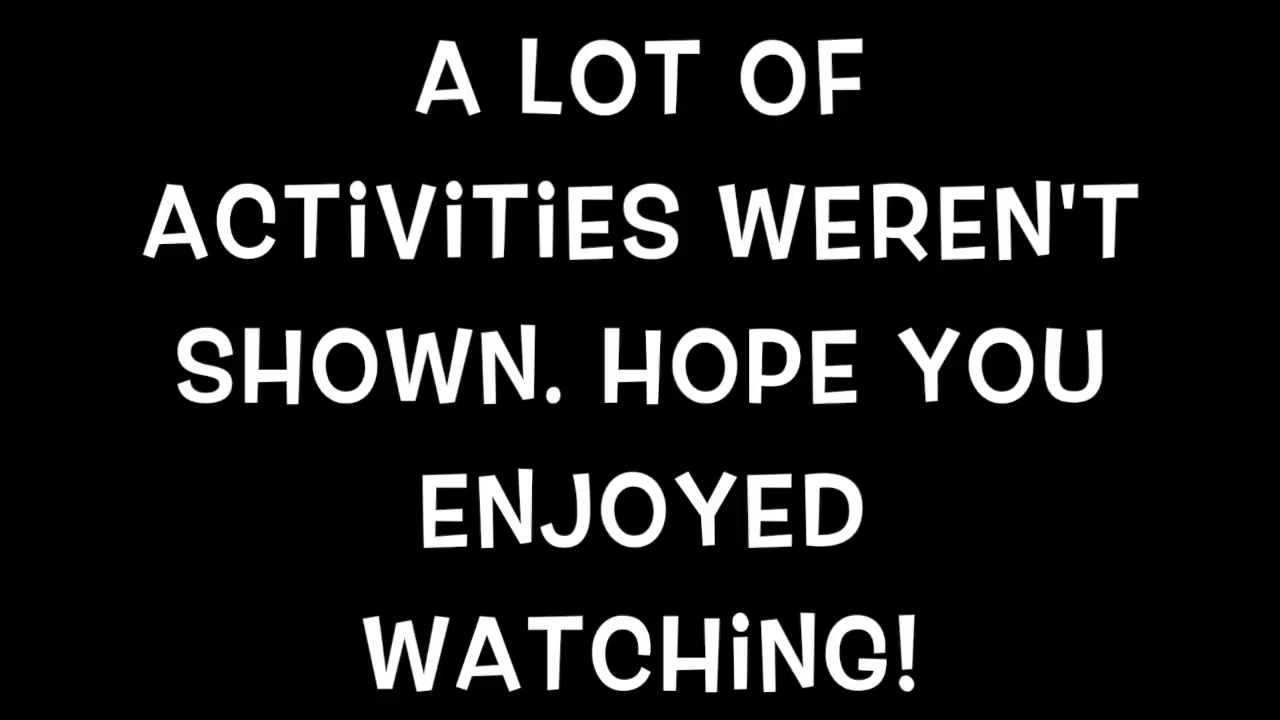 A LOT OF
ACTiViTiES WEREN'T
SHOWN. HOPE YOU
ENJOYED
WATCHiNG!